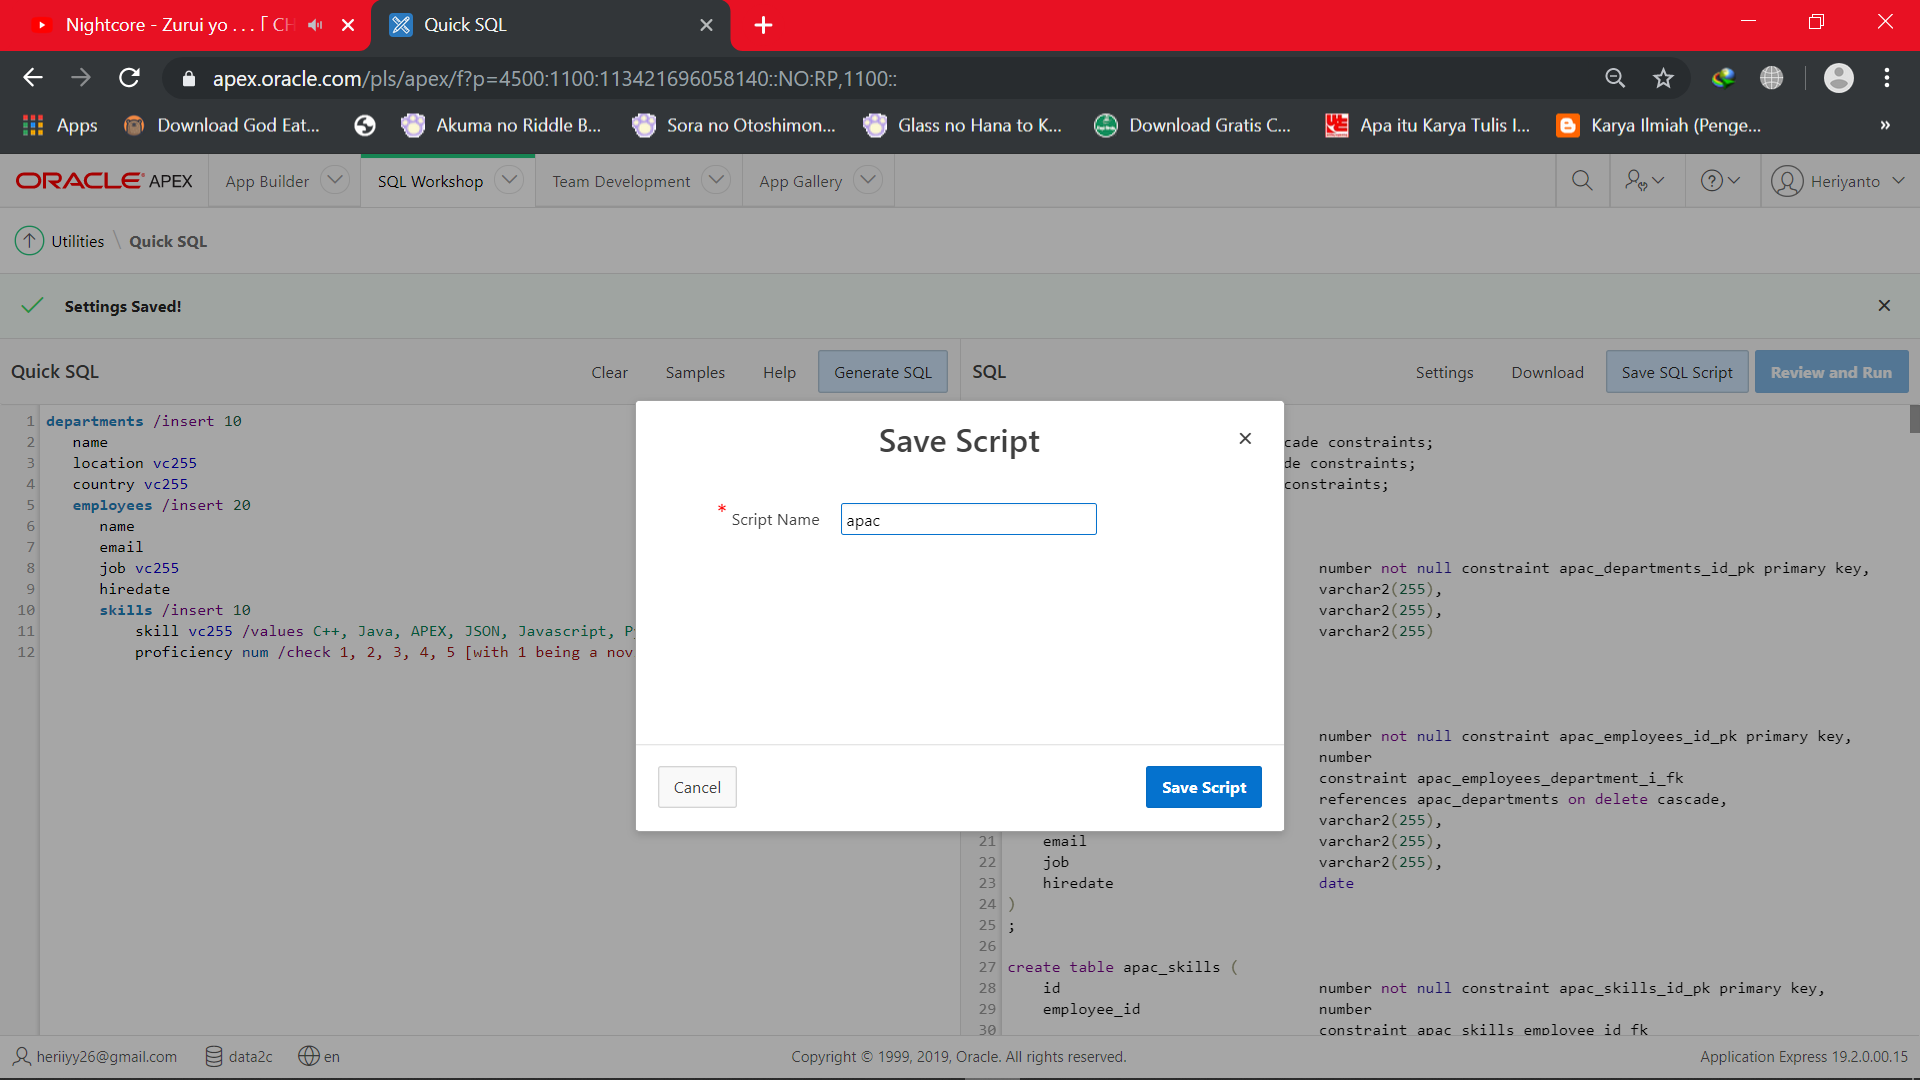 Nightcore - Zurui yo . . . ｢ CH
Quick SQL
apex.oracle.com/pls/apex/f?p=4500:1100:113421696058140::NO:RP,1100::
Apps
Download God Eat...
Akuma no Riddle B...
Sora no Otoshimon...
Glass no Hana to K...
Download Gratis C...
Apa itu Karya Tulis I...
Karya Ilmiah (Penge...
»
ORACLE APEX
App Builder
SQL Workshop
Team Development
App Gallery
Heriyanto
Utilities \ Quick SQL
Settings Saved!
Quick SQL
Clear
Samples
Help
Generate SQL
SQL
Settings
Download
Save SQL Script
Review and Run
1 departments /insert 10
2 name
3 location vc255
4 country vc255
5 employees /insert 20
6 name
7 email
8 job vc255
9 hiredate
10 skills /insert 10
11 skill vc255 /values C++, Java, APEX, JSON, Javascript,
12 proficiency num /check 1, 2, 3, 4, 5 [with 1 being a nov
Save Script
* Script Name
apac
Cancel
Save Script
cade constraints;
de constraints;
constraints;
number not null constraint apac_departments_id_pk primary key,
varchar2(255),
varchar2(255),
varchar2(255)
number not null constraint apac_employees_id_pk primary key,
number
constraint apac_employees_department_i_fk
references apac_departments on delete cascade,
varchar2(255),
21 email varchar2(255),
22 job varchar2(255),
23 hiredate date
24 )
25 ;
26
27 create table apac_skills (
28 id number not null constraint apac_skills_id_pk primary key,
29 employee_id number
30 constraint apac_skills_employee_id_fk
heriiyy26@gmail.com
data2c
en
Copyright © 1999, 2019, Oracle. All rights reserved.
Application Express 19.2.0.00.15